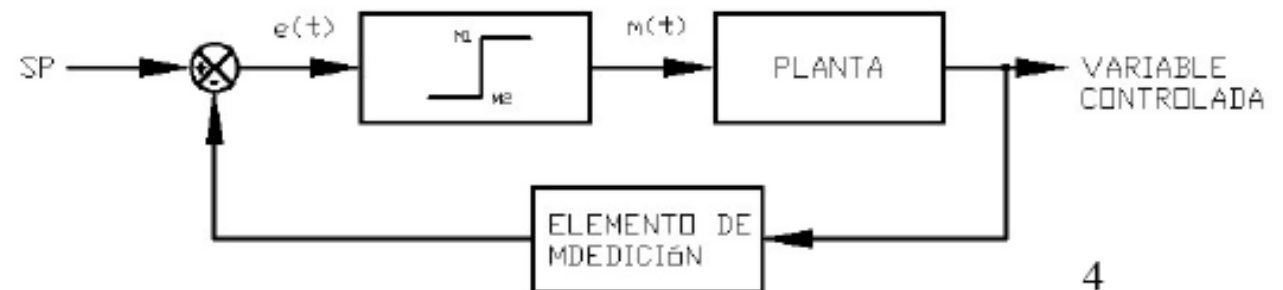 e(t)
m(t)
M1
SP
+
-
M2
PLANTA
VARIABLE
CONTROLADA
ELEMENTO DE
MDEDICIóN
4